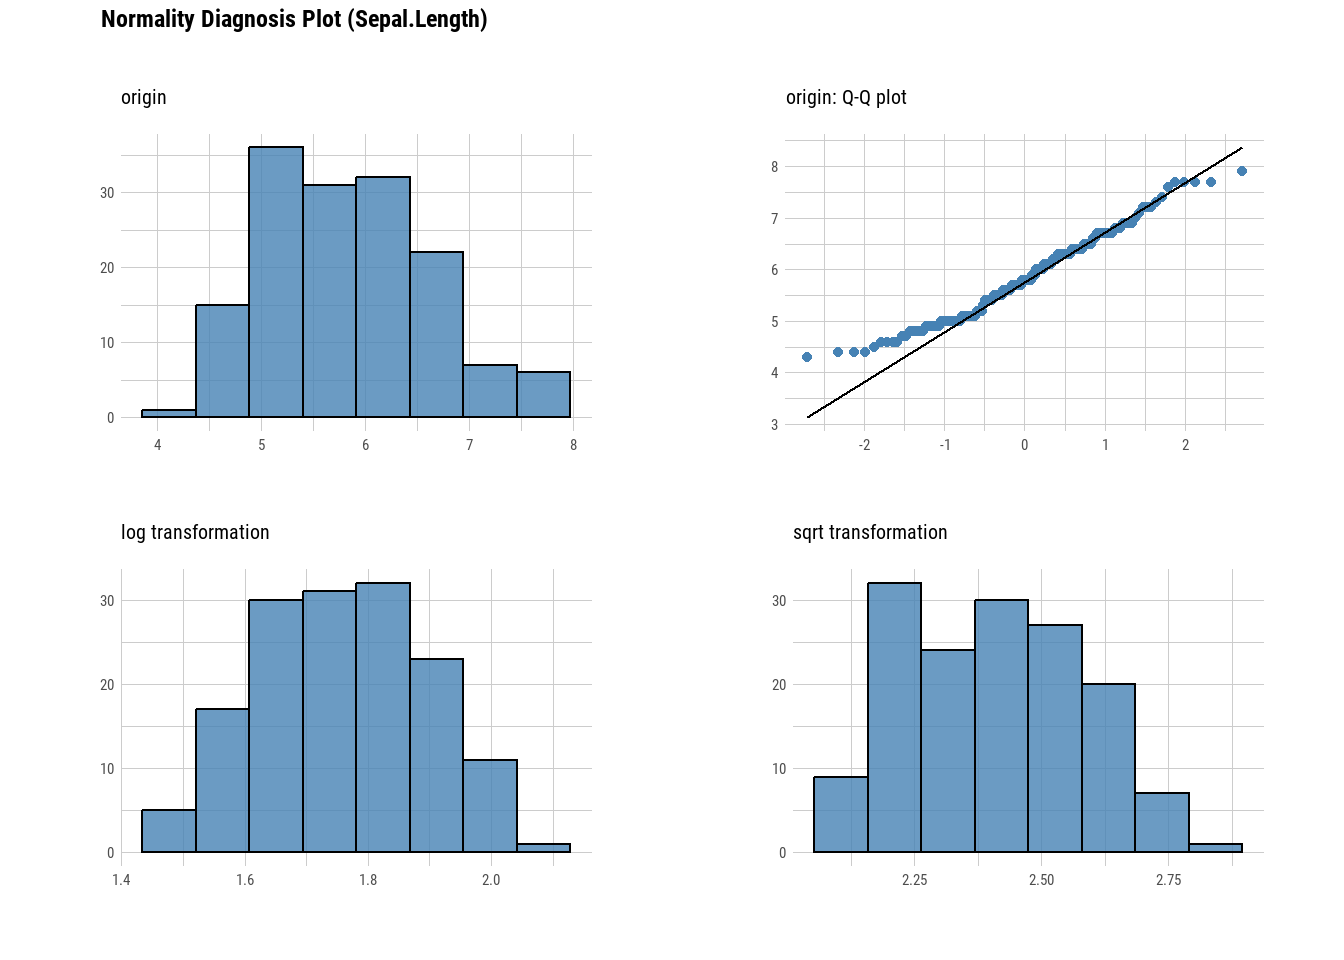 Normality Diagnosis Plot (Sepal.Length)
origin
30
20
10
0
4 5 6 7 8
origin: Q-Q plot
8
7
6
5
4
3
-2 -1 0 1 2
log transformation
30
20
10
0
1.4 1.6 1.8 2.0
sqrt transformation
30
20
10
0
2.25 2.50 2.75